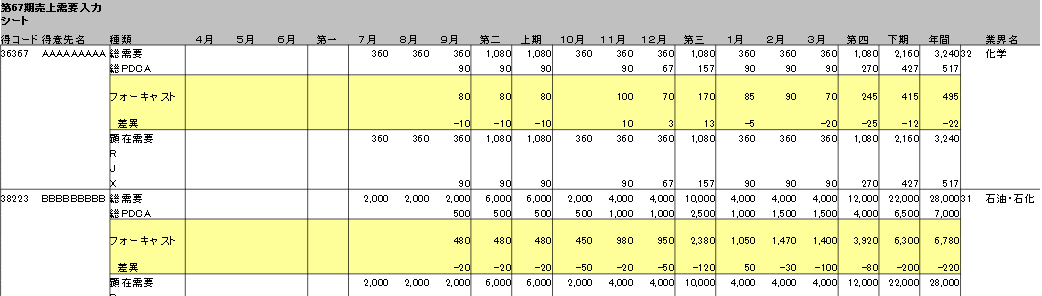 第67期売上需要入力
シート
得コード 得意先名 種類 4月 5月 6月 第一 7月 8月 9月 第二 上期 10月 11月 12月 第三 1月 2月 3月 第四 下期 年間 業界名
36367 AAAAAAAAA 総需要 360 360 360 1,080 1,080 360 360 360 1,080 360 360 360 1,080 2,160 3,240 32 化学
総PDCA 90 90 90 90 67 157 90 90 90 270 427 517
フォーキャスト 80 80 80 100 70 170 85 90 70 245 415 495
差異 -10 -10 -10 10 3 13 -5 -20 -25 -12 -22
顕在需要 360 360 360 1,080 1,080 360 360 360 1,080 360 360 360 1,080 2,160 3,240
R
J
X 90 90 90 90 67 157 90 90 90 270 427 517
38223 BBBBBBBBB 総需要 2,000 2,000 2,000 6,000 6,000 2,000 4,000 4,000 10,000 4,000 4,000 4,000 12,000 22,000 28,000 31 石油・石化
総PDCA 500 500 500 500 1,000 1,000 2,500 1,000 1,500 1,500 4,000 6,500 7,000
フォーキャスト 480 480 480 450 980 950 2,380 1,050 1,470 1,400 3,920 6,300 6,780
差異 -20 -20 -20 -50 -20 -50 -120 50 -30 -100 -80 -200 -220
顕在需要 2,000 2,000 2,000 6,000 6,000 2,000 4,000 4,000 10,000 4,000 4,000 4,000 12,000 22,000 28,000